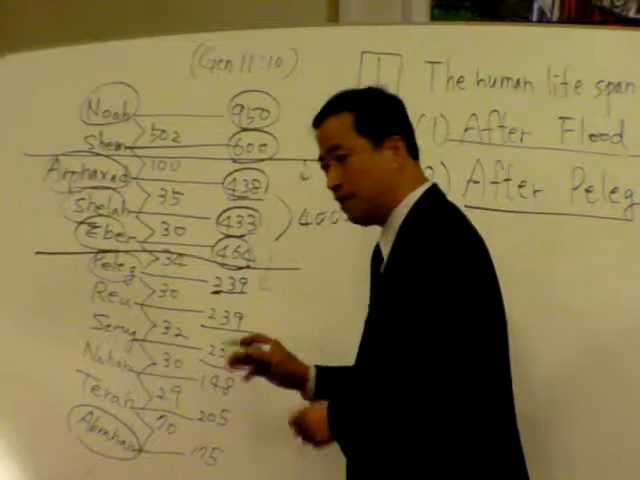 (Gen 11:10)
Noah 950
502
Shem 600
100
Arphaxad 438
35
Shelah 433
30
Eber 464
34
Peleg 239
30
Reu 239
32
Serug 23
30
Nahor 148
29
Terah 205
70
Abraham 175
400
1 The human life span
(1) After Flood
) After Peleg